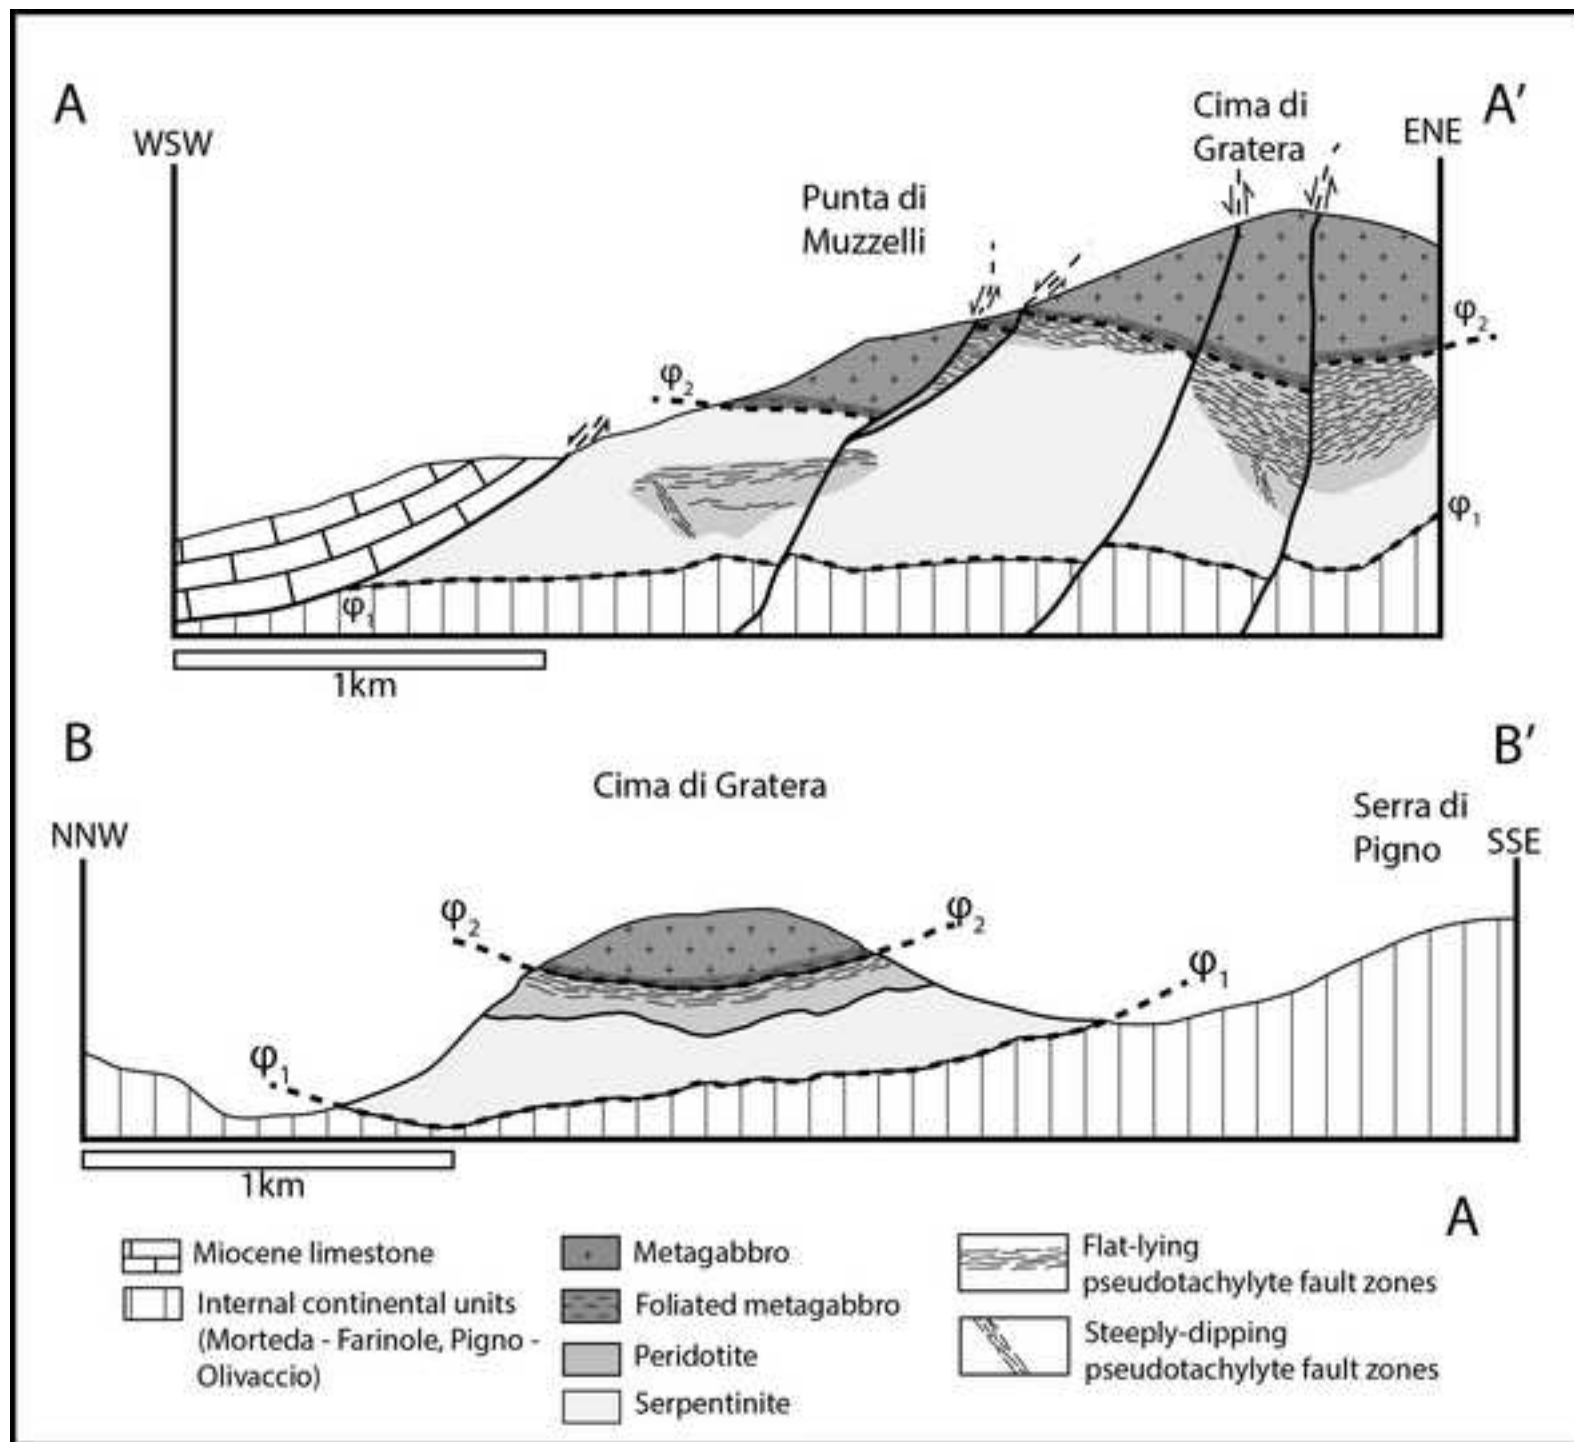 A
A′
WSW
Cima di
Gratera
ENE
Punta di
Muzzelli
φ2
φ2
φ1
φ1
1km
B
B′
Cima di Gratera
NNW
Serra di
Pigno
SSE
φ2
φ2
φ1
φ1
1km
A
Miocene limestone
Internal continental units
(Morteda - Farinole, Pigno -
Olivaccio)
Metagabbro
Foliated metagabbro
Peridotite
Serpentinite
Flat-lying
pseudotachylyte fault zones
Steeply-dipping
pseudotachylyte fault zones